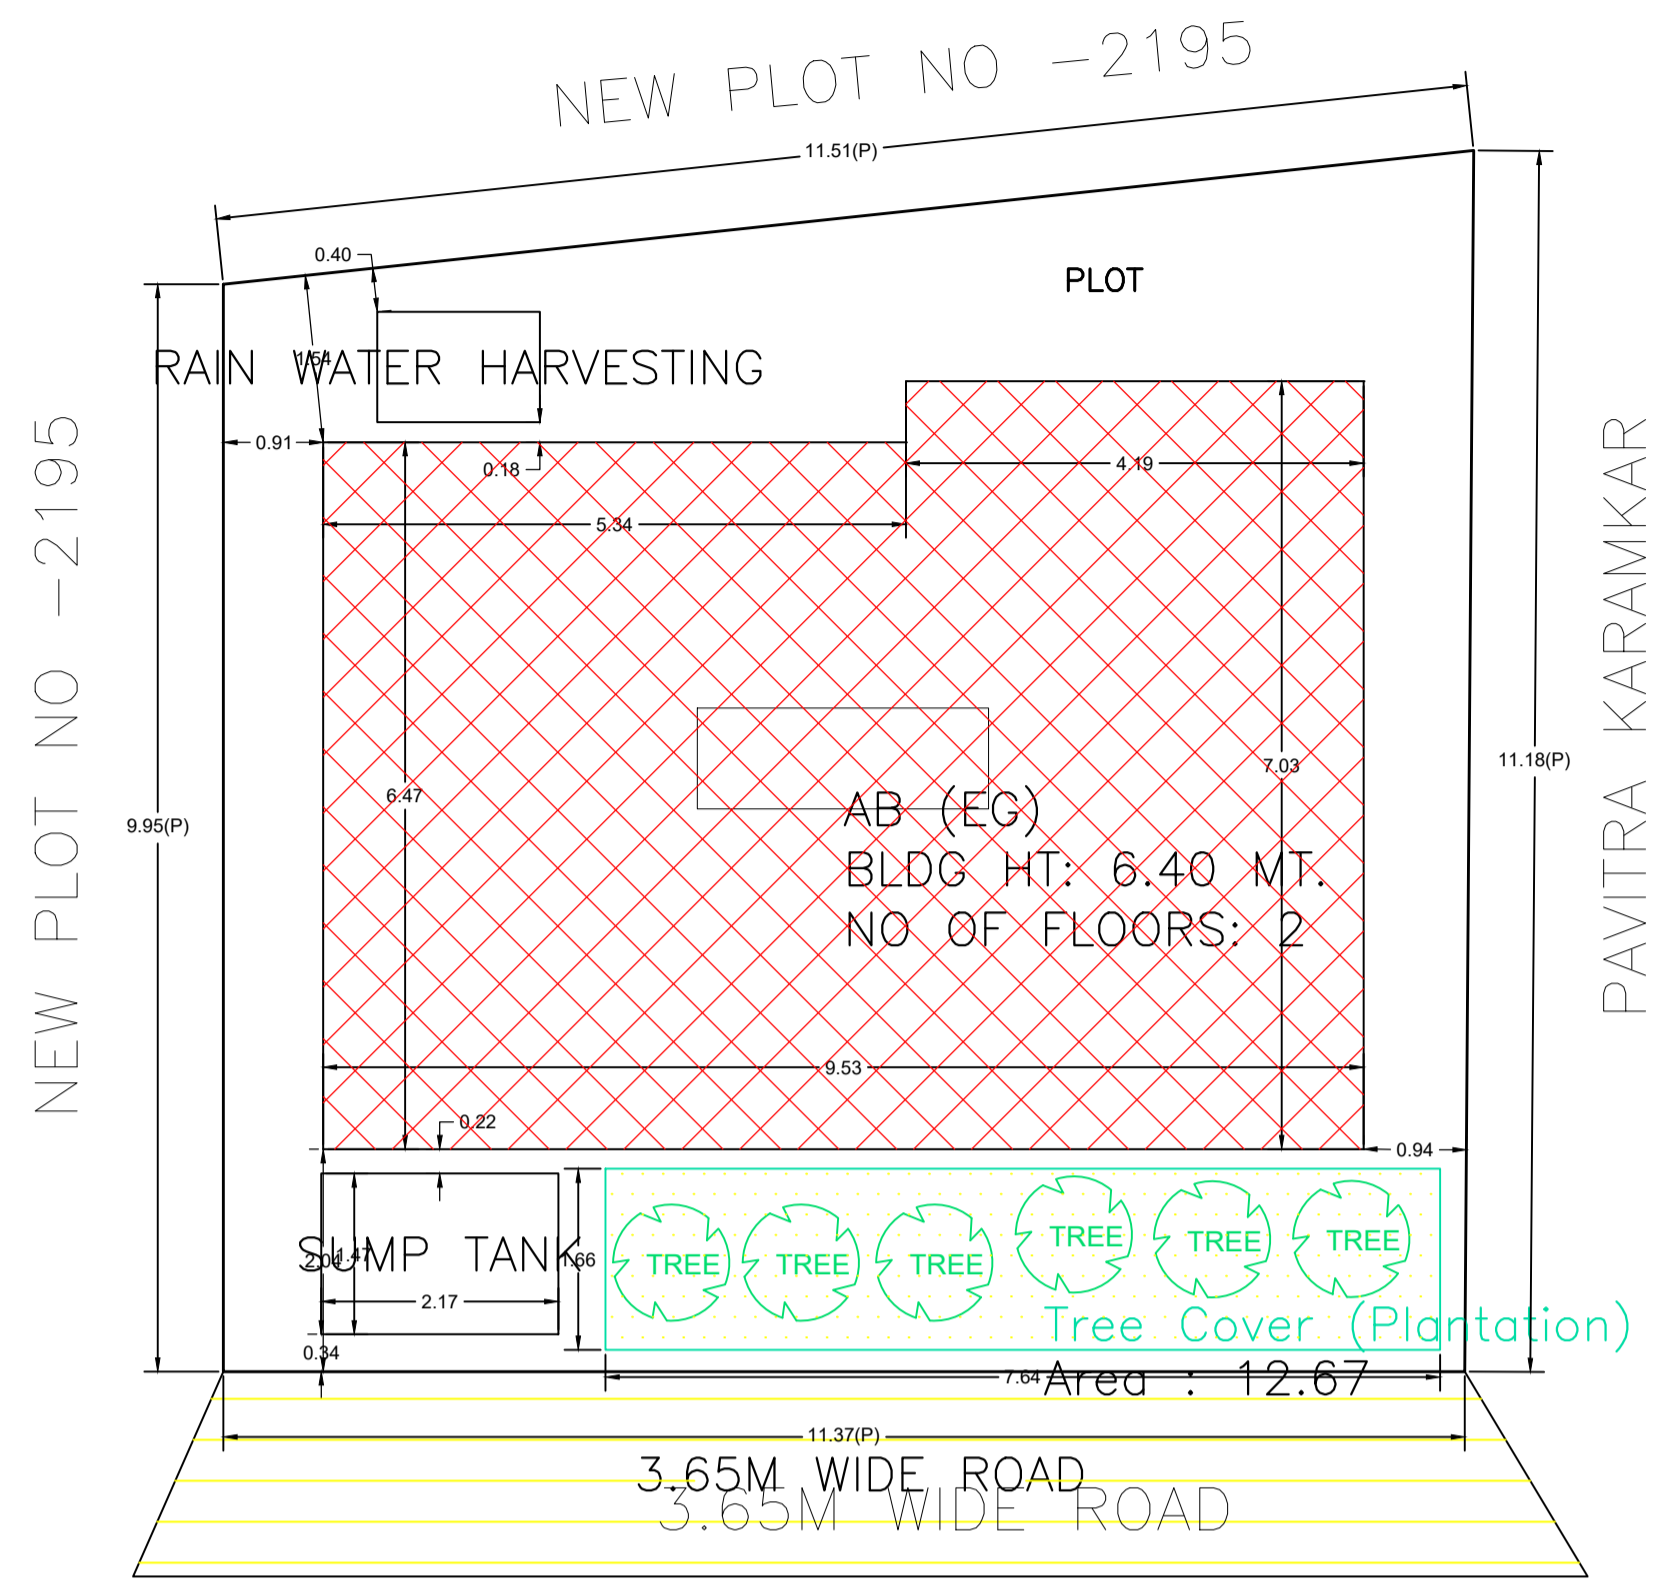 NEW PLOT NO -2195
11.51(P)
0.40
PLOT
1.54
RAIN WATER HARVESTING
0.91
0.18
4.19
5.34
NEW PLOT NO -2195
PAVITRA KARAMKAR
11.18(P)
7.03
6.47
9.95(P)
AB (EG)
BLDG HT: 6.40 MT.
NO OF FLOORS: 2
9.53
0.22
0.94
TREE TREE TREE TREE TREE TREE
SUMP TANK
2.04
1.47
1.66
2.17
0.34
Tree Cover (Plantation)
7.64
Area : 12.67
11.37(P)
3.65M WIDE ROAD
3.65M WIDE ROAD